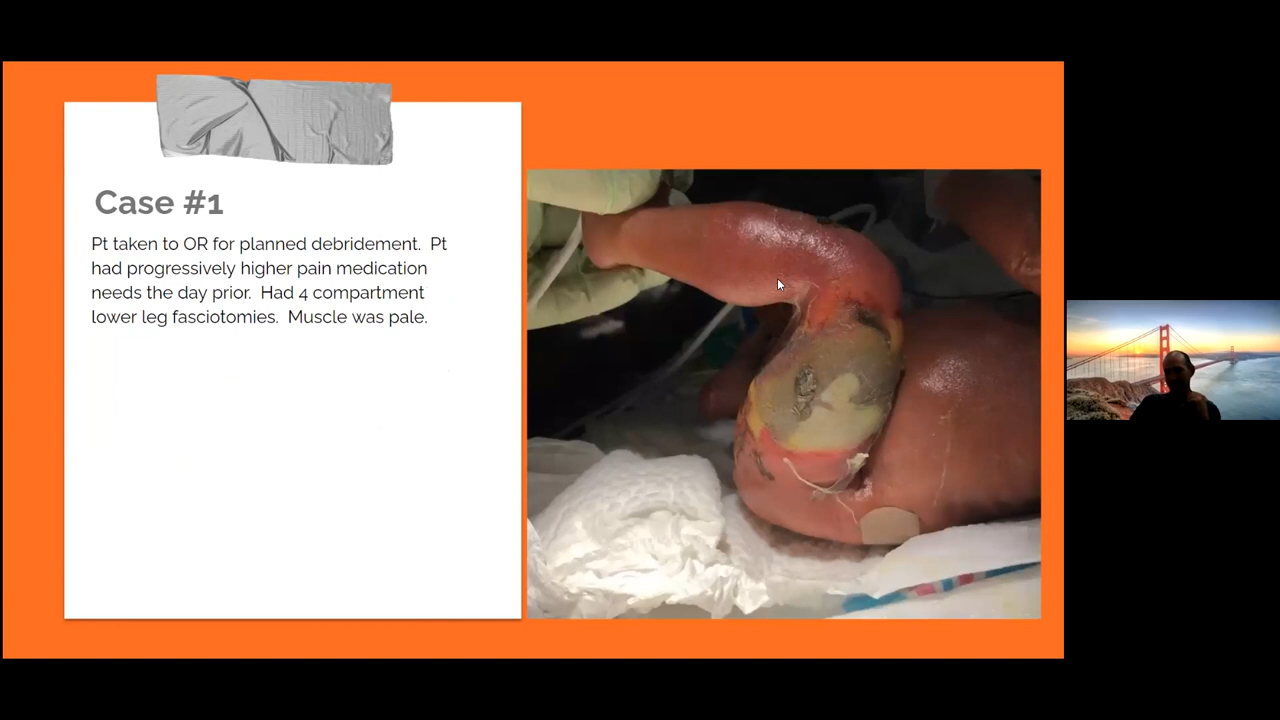 Case #1
Pt taken to OR for planned debridement.  Pt
had progressively higher pain medication
needs the day prior.  Had 4 compartment
lower leg fasciotomies.  Muscle was pale.